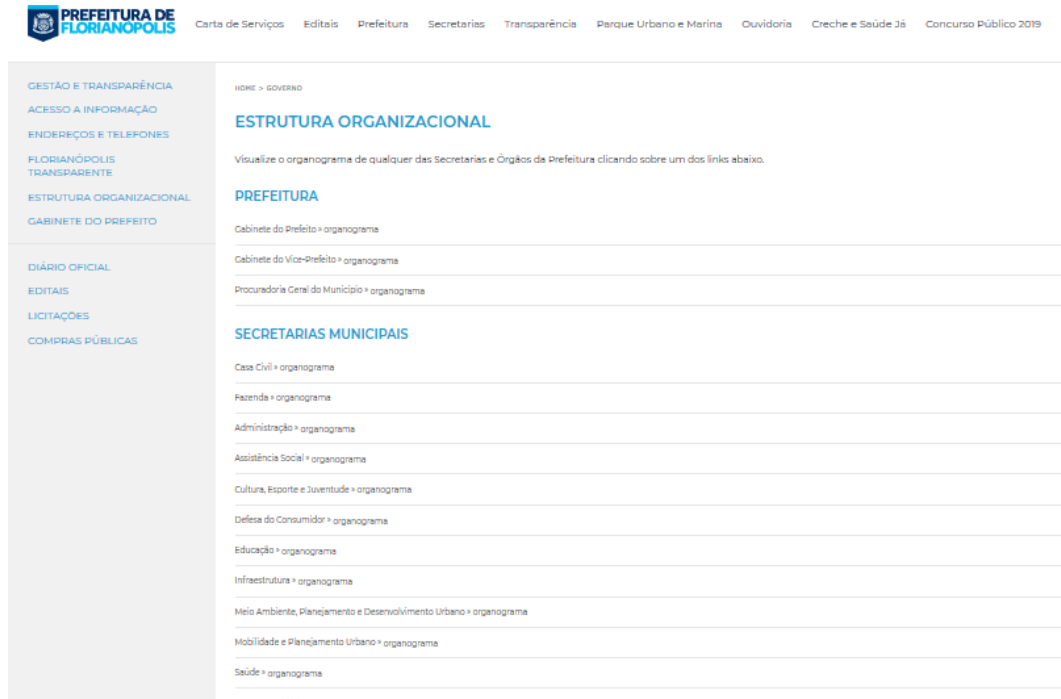 PREFEITURA DE
FLORIANÓPOLIS
Carta de Serviços Editais Prefeitura Secretarias Transparência Parque Urbano e Marina Ouvidoria Creche e Saúde Já Concurso Público 2019
GESTÃO E TRANSPARÊNCIA
ACESSO A INFORMAÇÃO
ENDEREÇOS E TELEFONES
FLORIANÓPOLIS
TRANSPARENTE
ESTRUTURA ORGANIZACIONAL
GABINETE DO PREFEITO
DIÁRIO OFICIAL
EDITAIS
LICITAÇÕES
COMPRAS PÚBLICAS
HOME > GOVERNO
ESTRUTURA ORGANIZACIONAL
Visualize o organograma de qualquer das Secretarias e Órgãos da Prefeitura clicando sobre um dos links abaixo.
PREFEITURA
Gabinete do Prefeito » organograma
Gabinete do Vice-Prefeito » organograma
Procuradoria Geral do Município » organograma
SECRETARIAS MUNICIPAIS
Casa Civil » organograma
Fazenda » organograma
Administração » organograma
Assistência Social » organograma
Cultura, Esporte e Juventude » organograma
Defesa do Consumidor » organograma
Educação » organograma
Infraestrutura » organograma
Meio Ambiente, Planejamento e Desenvolvimento Urbano » organograma
Mobilidade e Planejamento Urbano » organograma
Saúde » organograma